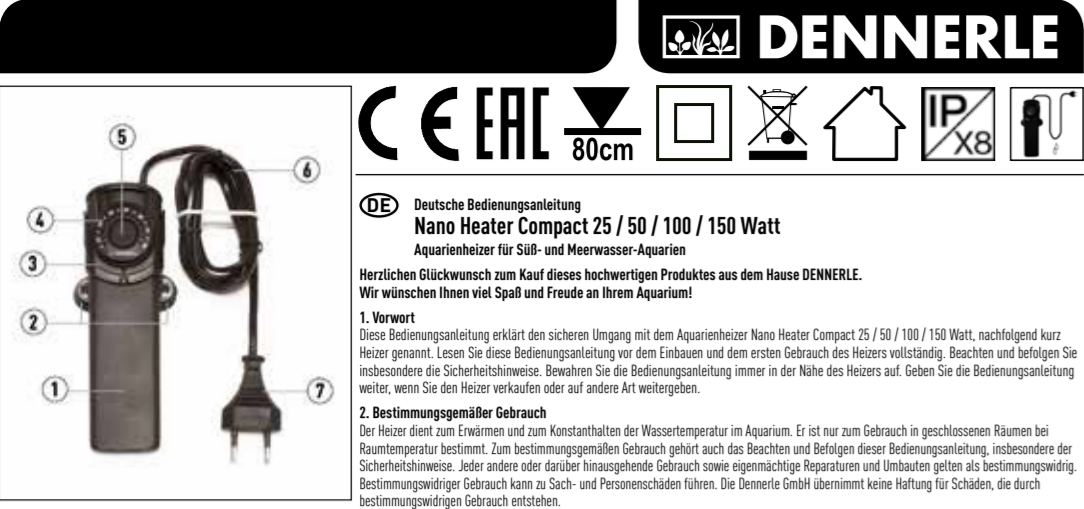 DENNERLE
CE EAC 80cm IP X8
5
6
4
3
2
1
7
DE Deutsche Bedienungsanleitung
Nano Heater Compact 25 / 50 / 100 / 150 Watt
Aquarienheizer für Süß- und Meerwasser-Aquarien
Herzlichen Glückwunsch zum Kauf dieses hochwertigen Produktes aus dem Hause DENNERLE.
Wir wünschen Ihnen viel Spaß und Freude an Ihrem Aquarium!
1. Vorwort
Diese Bedienungsanleitung erklärt den sicheren Umgang mit dem Aquarienheizer Nano Heater Compact 25 / 50 / 100 / 150 Watt, nachfolgend kurz
Heizer genannt. Lesen Sie diese Bedienungsanleitung vor dem Einbauen und dem ersten Gebrauch des Heizers vollständig. Beachten und befolgen Sie
insbesondere die Sicherheitshinweise. Bewahren Sie die Bedienungsanleitung immer in der Nähe des Heizers auf. Geben Sie die Bedienungsanleitung
weiter, wenn Sie den Heizer verkaufen oder auf andere Art weitergeben.
2. Bestimmungsgemäßer Gebrauch
Der Heizer dient zum Erwärmen und zum Konstanthalten der Wassertemperatur im Aquarium. Er ist nur zum Gebrauch in geschlossenen Räumen bei
Raumtemperatur bestimmt. Zum bestimmungsgemäßen Gebrauch gehört auch das Beachten und Befolgen dieser Bedienungsanleitung, insbesondere der
Sicherheitshinweise. Jeder andere oder darüber hinausgehende Gebrauch sowie eigenmächtige Reparaturen und Umbauten gelten als bestimmungswidrig.
Bestimmungswidriger Gebrauch kann zu Sach- und Personenschäden führen. Die Dennerle GmbH übernimmt keine Haftung für Schäden, die durch
bestimmungswidrigen Gebrauch entstehen.